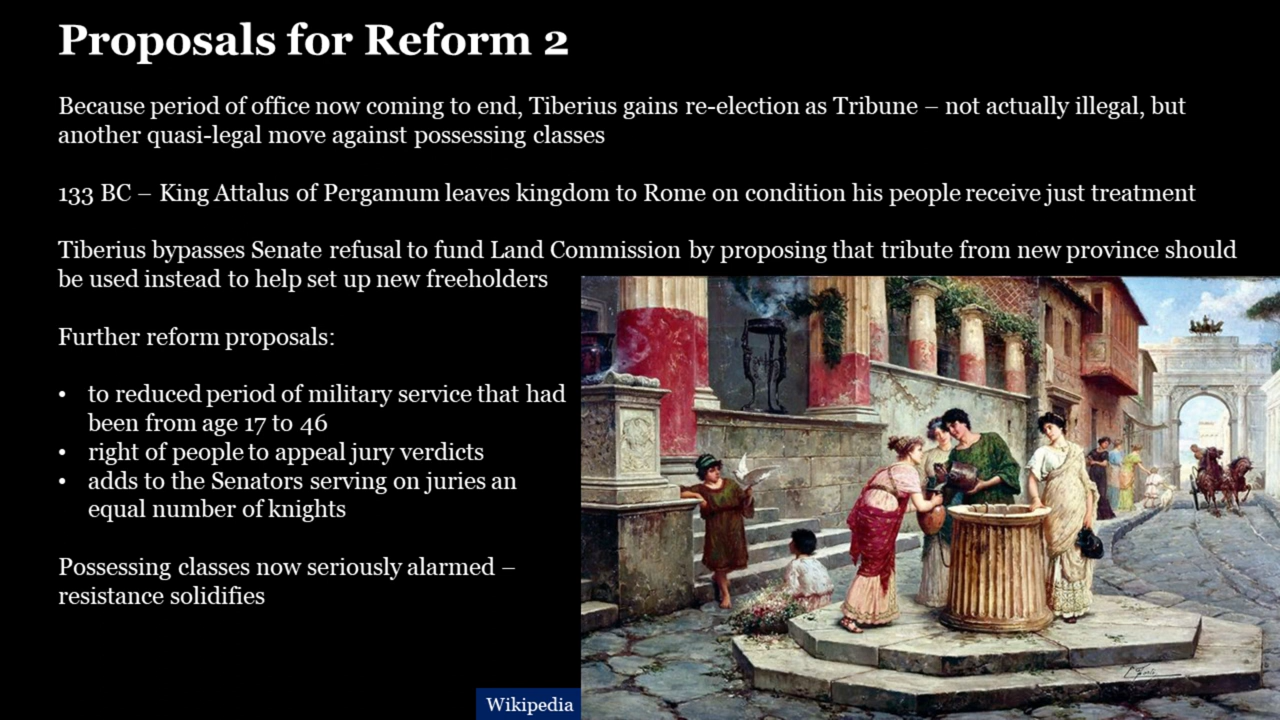 Proposals for Reform 2
Because period of office now coming to end, Tiberius gains re-election as Tribune – not actually illegal, but
another quasi-legal move against possessing classes
133 BC – King Attalus of Pergamum leaves kingdom to Rome on condition his people receive just treatment
Tiberius bypasses Senate refusal to fund Land Commission by proposing that tribute from new province should
be used instead to help set up new freeholders
Further reform proposals:
• to reduced period of military service that had
been from age 17 to 46
• right of people to appeal jury verdicts
• adds to the Senators serving on juries an
equal number of knights
Possessing classes now seriously alarmed –
resistance solidifies
Wikipedia